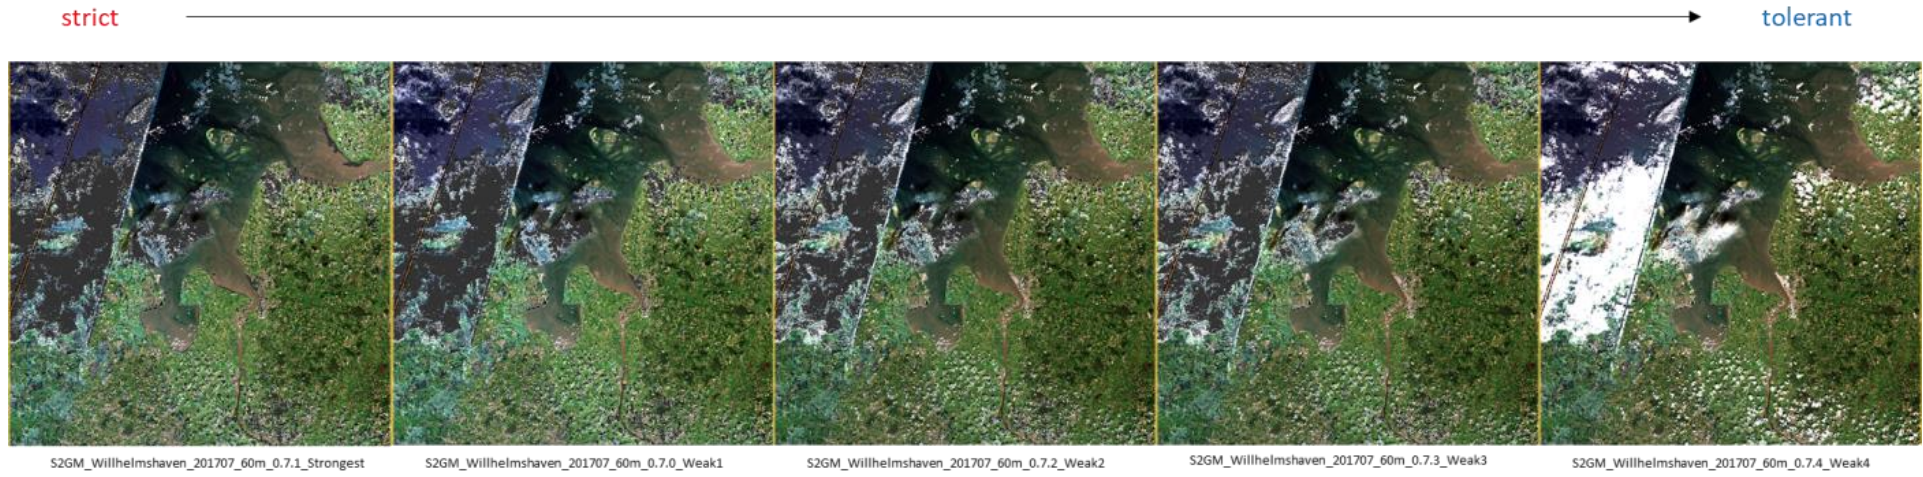 strict
tolerant
S2GM_Willhelmshaven_201707_60m_0.7.1_Strongest
S2GM_Willhelmshaven_201707_60m_0.7.0_Weak1
S2GM_Willhelmshaven_201707_60m_0.7.2_Weak2
S2GM_Willhelmshaven_201707_60m_0.7.3_Weak3
S2GM_Willhelmshaven_201707_60m_0.7.4_Weak4